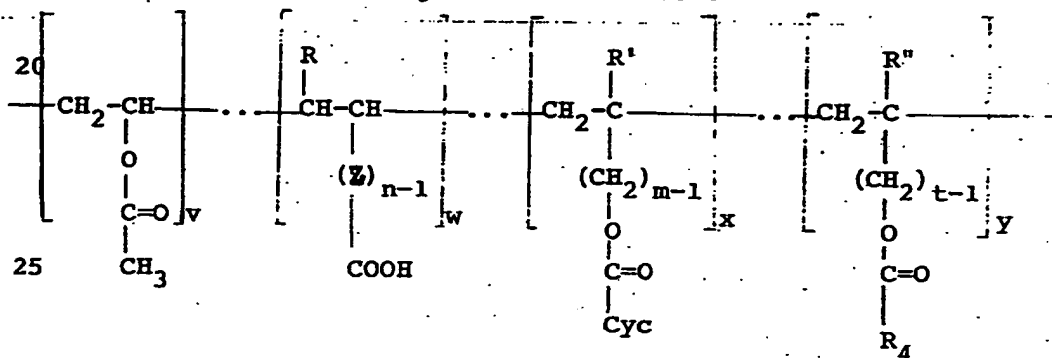 R R' R"
20
CH2-CH ... CH-CH ... CH2-C ... CH2-C
O (Z)n-1 (CH2)m-1 (CH2)t-1
C=O v w O x O y
25 CH3 COOH C=O C=O
Cyc R4